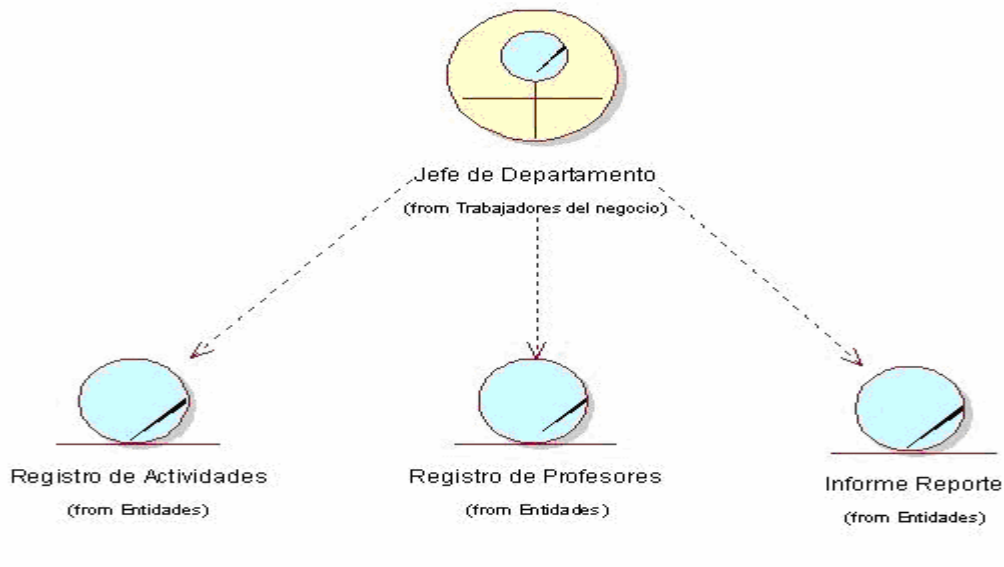 Jefe de Departamento
(from Trabajadores del negocio)
Registro de Actividades
(from Entidades)
Registro de Profesores
(from Entidades)
Informe Reporte
(from Entidades)